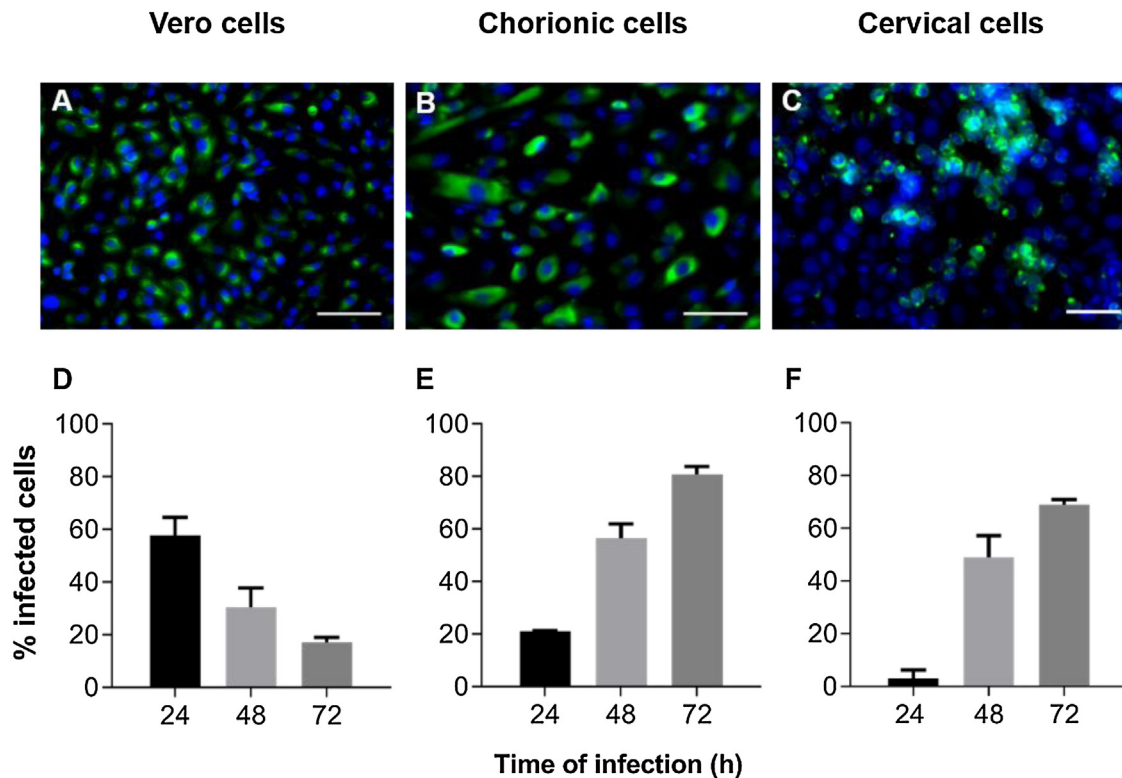 Vero cells
Chorionic cells
Cervical cells
A
B
C
D
E
F
% infected cells
100
80
60
40
20
0
24
48
72
100
80
60
40
20
0
24
48
72
100
80
60
40
20
0
24
48
72
Time of infection (h)